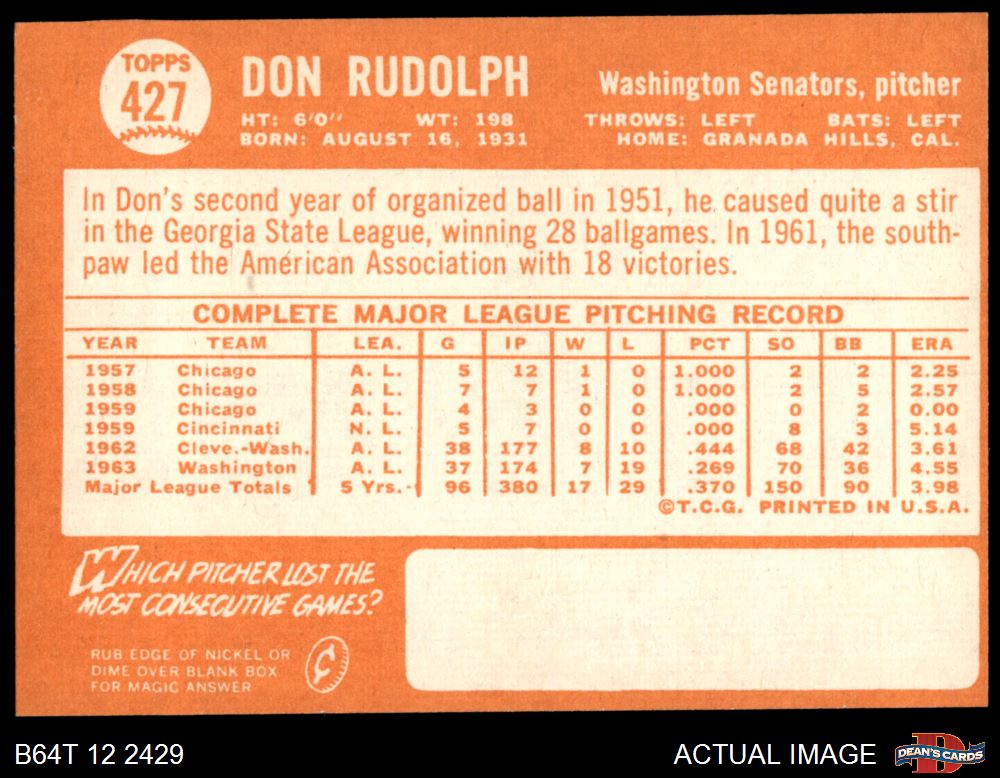 TOPPS
427
DON RUDOLPH
Washington Senators, pitcher
HT: 6'0" WT: 198 THROWS: LEFT BATS: LEFT
BORN: AUGUST 16, 1931 HOME: GRANADA HILLS, CAL.
In Don's second year of organized ball in 1951, he caused quite a stir
in the Georgia State League, winning 28 ballgames. In 1961, the south-
paw led the American Association with 18 victories.
COMPLETE MAJOR LEAGUE PITCHING RECORD
YEAR TEAM LEA. G IP W L PCT SO BB ERA
1957 Chicago A. L. 5 12 1 0 1.000 2 2 2.25
1958 Chicago A. L. 7 7 1 0 1.000 2 5 2.57
1959 Chicago A. L. 4 3 0 0 .000 0 2 0.00
1959 Cincinnati N. L. 5 7 0 0 .000 8 3 5.14
1962 Cleve.-Wash. A. L. 38 177 8 10 .444 68 42 3.61
1963 Washington A. L. 37 174 7 19 .269 70 36 4.55
Major League Totals 5 Yrs. 96 380 17 29 .370 150 90 3.98
©T.C.G. PRINTED IN U.S.A.
WHICH PITCHER LOST THE
MOST CONSECUTIVE GAMES?
RUB EDGE OF NICKEL OR
DIME OVER BLANK BOX
FOR MAGIC ANSWER
¢
B64T 12 2429
ACTUAL IMAGE
D
DEAN'S CARDS